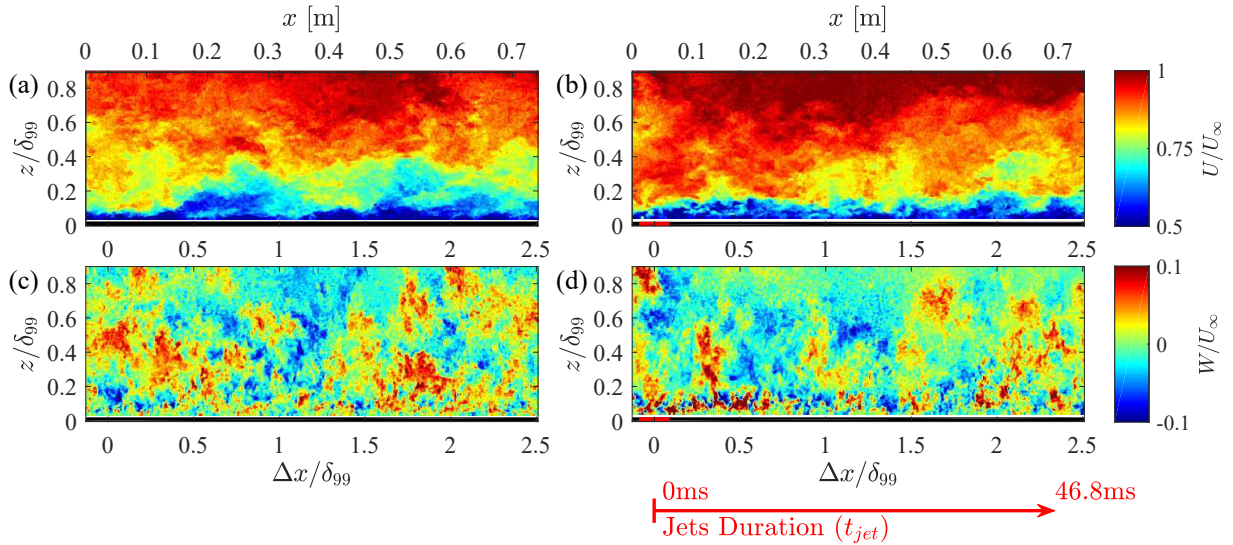 x [m] x [m]
0 0.1 0.2 0.3 0.4 0.5 0.6 0.7 0 0.1 0.2 0.3 0.4 0.5 0.6 0.7
(a) (b)
z/δ99 0.8 0.6 0.4 0.2 0 z/δ99 0.8 0.6 0.4 0.2 0 1 0.75 0.5 U/U∞
0 0.5 1 1.5 2 2.5 0 0.5 1 1.5 2 2.5
(c) (d)
z/δ99 0.8 0.6 0.4 0.2 0 z/δ99 0.8 0.6 0.4 0.2 0 0.1 0 -0.1 W/U∞
0 0.5 1 1.5 2 2.5 0 0.5 1 1.5 2 2.5
Δx/δ99 Δx/δ99
0ms 46.8ms
Jets Duration (tjet)